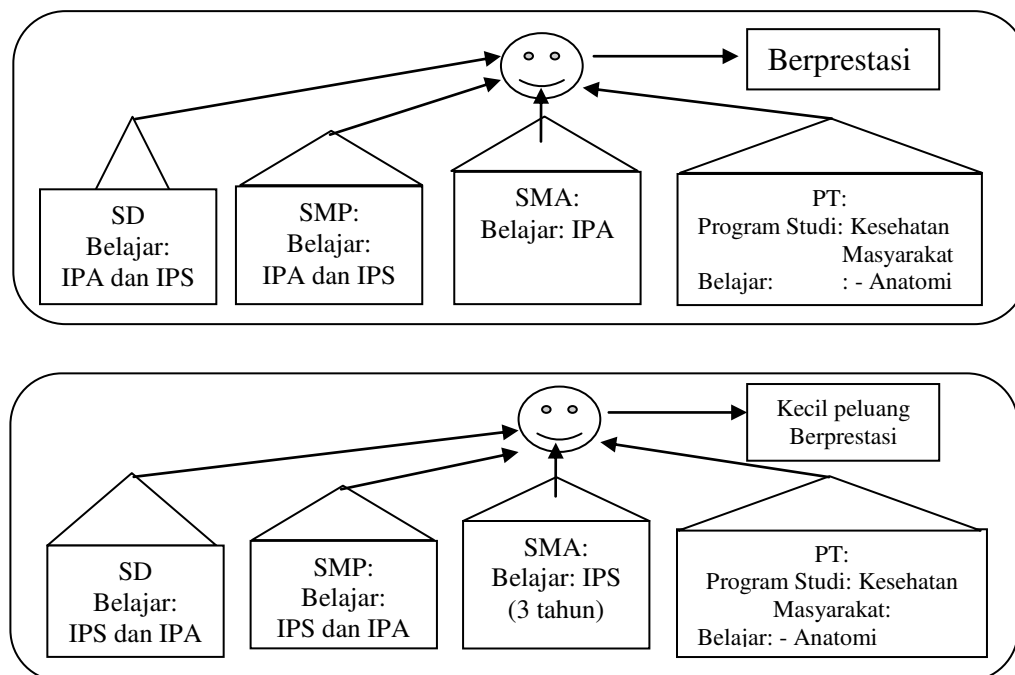 Berprestasi
SD
Belajar:
IPA dan IPS
SMP:
Belajar:
IPA dan IPS
SMA:
Belajar: IPA
PT:
Program Studi: Kesehatan
Masyarakat
Belajar: : - Anatomi
Kecil peluang
Berprestasi
SD
Belajar:
IPS dan IPA
SMP:
Belajar:
IPS dan IPA
SMA:
Belajar: IPS
(3 tahun)
PT:
Program Studi: Kesehatan
Masyarakat:
Belajar: - Anatomi